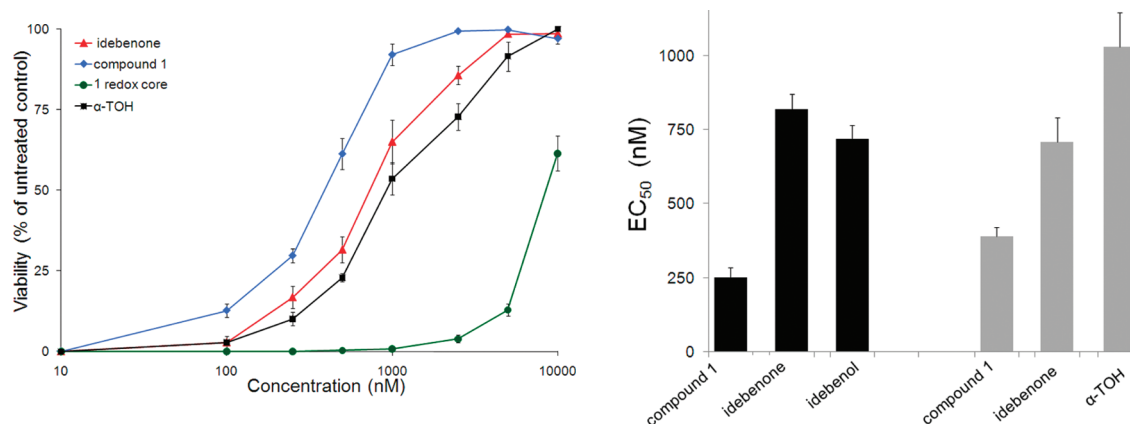 Viability (% of untreated control)
100
75
50
25
0
idebenone
compound 1
1 redox core
α-TOH
10
100
1000
10000
Concentration (nM)
EC50 (nM)
1000
750
500
250
0
compound 1
idebenone
idebenol
compound 1
idebenone
α-TOH